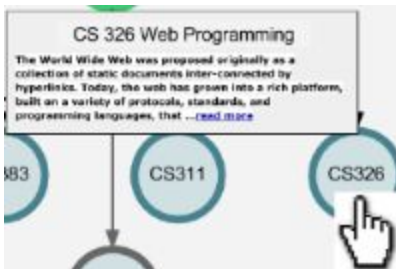 CS 326 Web Programming
The World Wide Web was proposed originally as a
collection of static documents inter-connected by
hyperlinks. Today, the web has grown into a rich platform,
built on a variety of protocols, standards, and
programming languages, that ...read more
383
CS311
CS326